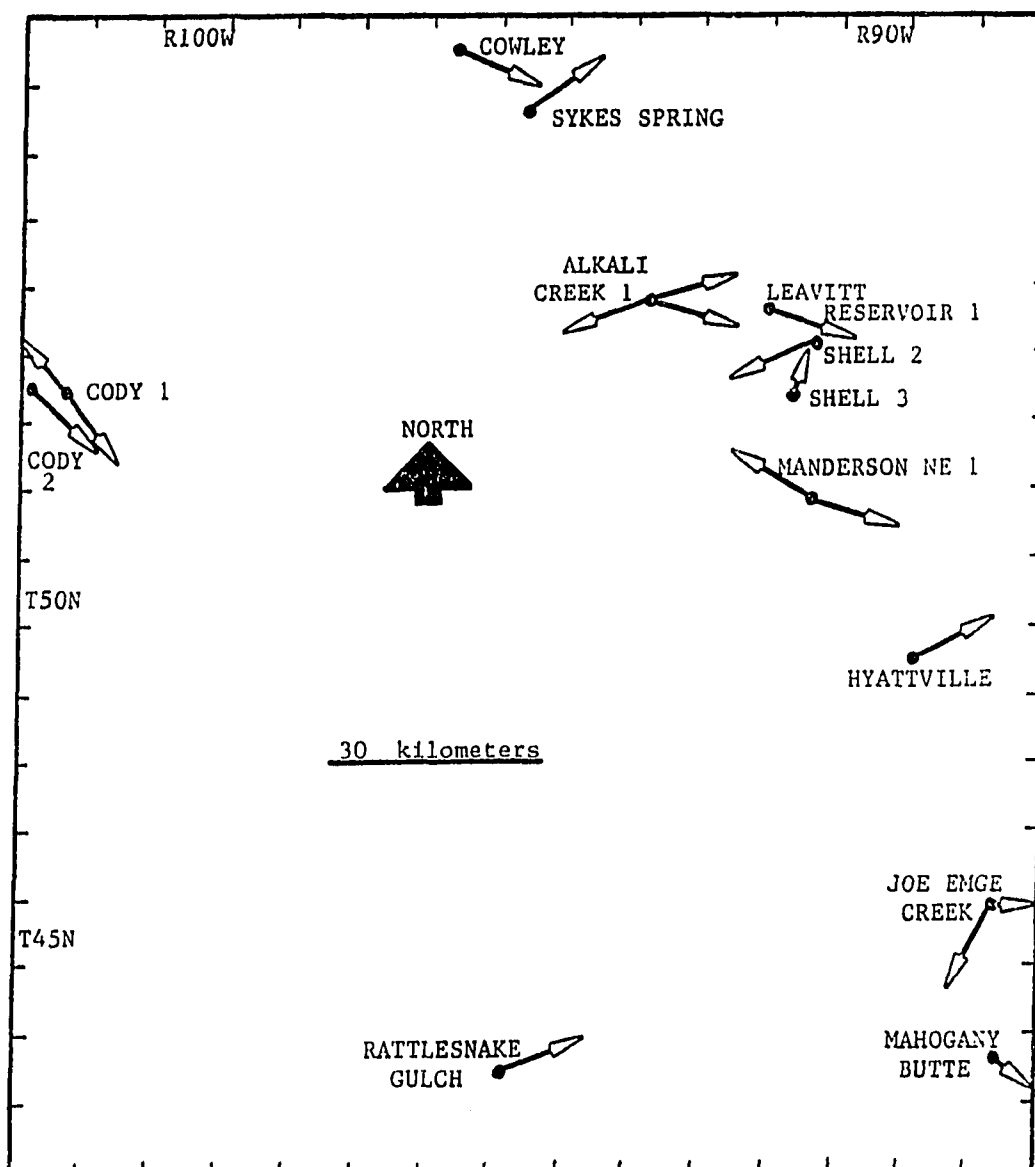 R100W
R90W
COWLEY
SYKES SPRING
ALKALI
CREEK 1
LEAVITT
RESERVOIR 1
SHELL 2
SHELL 3
CODY 1
CODY
2
NORTH
MANDERSON NE 1
T50N
HYATTVILLE
30 kilometers
JOE EMGE
CREEK
T45N
RATTLESNAKE
GULCH
MAHOGANY
BUTTE